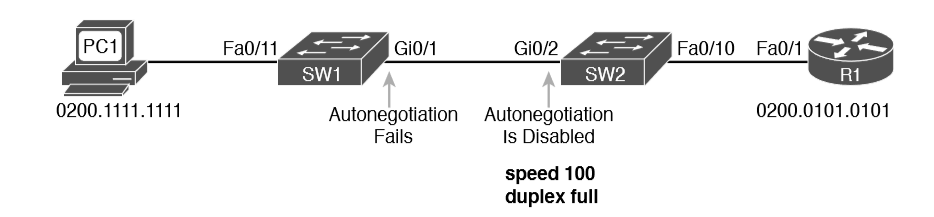 PC1
Fa0/11
Gi0/1
Gi0/2
Fa0/10
Fa0/1
SW1
SW2
R1
0200.1111.1111
0200.0101.0101
Autonegotiation
Fails
Autonegotiation
Is Disabled
speed 100
duplex full